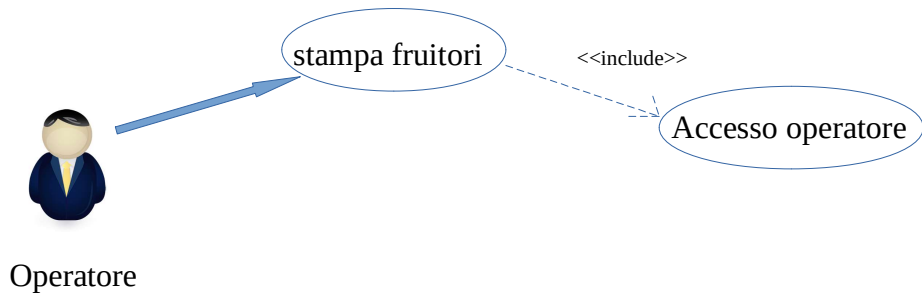 stampa fruitori
<<include>>
Accesso operatore
Operatore